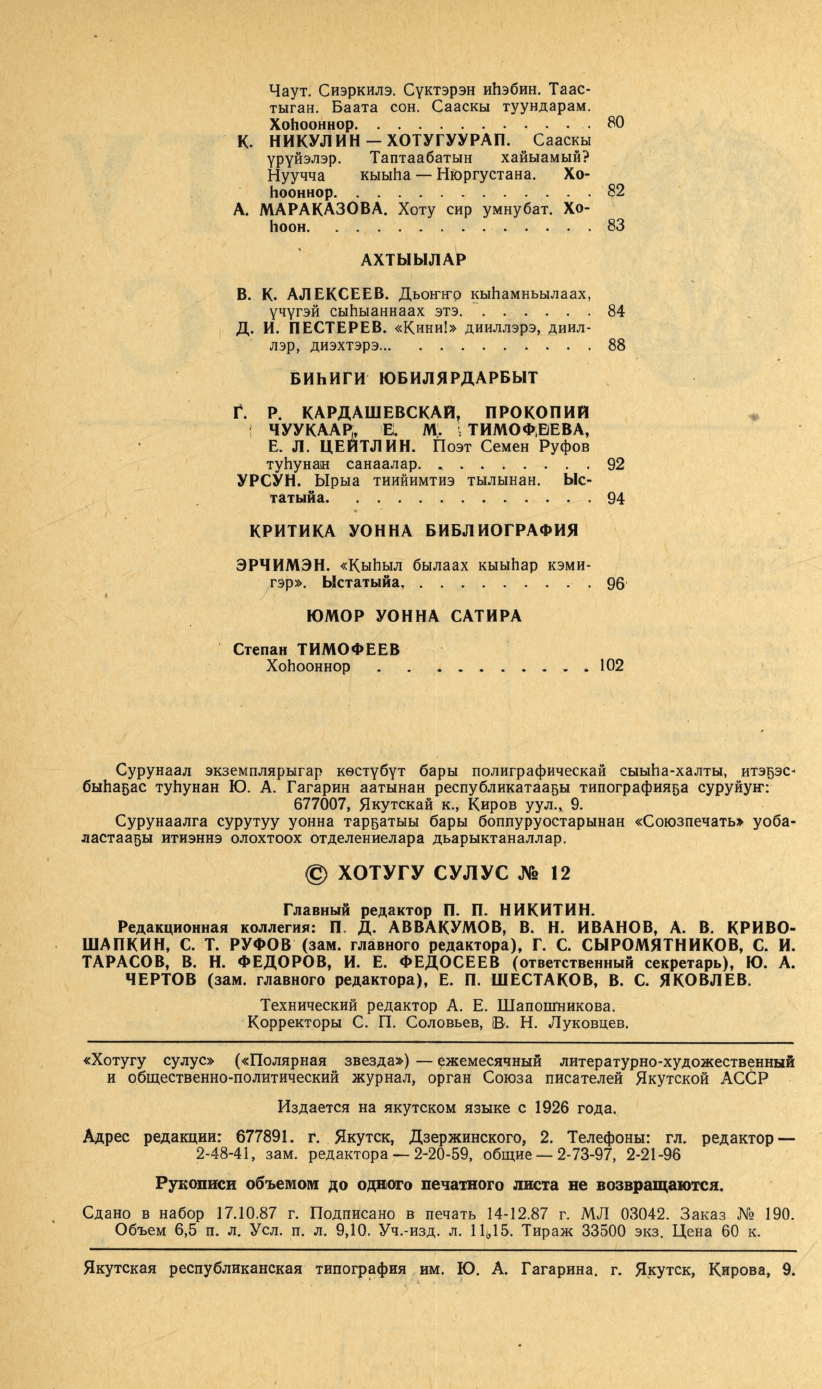 Чаут. Сиэркилэ. Сүктэрэн иһэбин. Таас-
тыган. Баата сон. Сааскы туундарам.
Хоһооннор. . . . . . . . . . . . . 80
К. НИКУЛИН — ХОТУГУУРАП. Сааскы
үрүйэлэр. Таптаабатын хайыамый?
Нуучча кыыһа — Нюргустана. Хо-
һооннор. . . . . . . . . . . . . . 82
А. МАРАКАЗОВА. Хоту сир умнубат. Хо-
һоон. . . . . . . . . . . . . . . 83
АХТЫЫЛАР
В. К. АЛЕКСЕЕВ. Дьоҥҥо кыһамньылаах,
үчүгэй сыһыаннаах этэ. . . . . . . 84
Д. И. ПЕСТЕРЕВ. «Кини!» дииллэрэ, диил-
лэр, диэхтэрэ... . . . . . . . . . . 88
БИҺИГИ ЮБИЛЯРДАРБЫТ
Г. Р. КАРДАШЕВСКАЙ, ПРОКОПИЙ
ЧУУКААР, Е. М. ТИМОФЕЕВА,
Е. Л. ЦЕЙТЛИН. Поэт Семен Руфов
туһунан санаалар. . . . . . . . . . 92
УРСУН. Ырыа тиийимтиэ тылынан. Ыс-
татыйа. . . . . . . . . . . . . . 94
КРИТИКА УОННА БИБЛИОГРАФИЯ
ЭРЧИМЭН. «Қыһыл былаах кыыһар кэми-
гэр». Ыстатыйа. . . . . . . . . . 96
ЮМОР УОННА САТИРА
Степан ТИМОФЕЕВ
Хоһооннор . . . . . . . . . . 102
Сурунаал экземплярыгар көстүбүт бары полиграфическай сыыһа-халты, итэҕэс-
быһаҕас туһунан Ю. А. Гагарин аатынан республикатааҕы типографияҕа суруйуҥ:
677007, Якутскай к., Киров уул., 9.
Сурунаалга сурутуу уонна тарҕатыы бары боппуруостарынан «Союзпечать» уоба-
ластааҕы итиэннэ олохтоох отделениелара дьарыктаналлар.
© ХОТУГУ СУЛУС № 12
Главный редактор П. П. НИКИТИН.
Редакционная коллегия: П. Д. АВВАКУМОВ, В. Н. ИВАНОВ, А. В. КРИВО-
ШАПКИН, С. Т. РУФОВ (зам. главного редактора), Г. С. СЫРОМЯТНИКОВ, С. И.
ТАРАСОВ, В. Н. ФЕДОРОВ, И. Е. ФЕДОСЕЕВ (ответственный секретарь), Ю. А.
ЧЕРТОВ (зам. главного редактора), Е. П. ШЕСТАКОВ, В. С. ЯКОВЛЕВ.
Технический редактор А. Е. Шапошникова.
Корректоры С. П. Соловьев, В. Н. Луковцев.
«Хотугу сулус» («Полярная звезда») — ежемесячный литературно-художественный
и общественно-политический журнал, орган Союза писателей Якутской АССР
Издается на якутском языке с 1926 года.
Адрес редакции: 677891. г. Якутск, Дзержинского, 2. Телефоны: гл. редактор —
2-48-41, зам. редактора — 2-20-59, общие — 2-73-97, 2-21-96
Рукописи объемом до одного печатного листа не возвращаются.
Сдано в набор 17.10.87 г. Подписано в печать 14-12.87 г. МЛ 03042. Заказ № 190.
Объем 6,5 п. л. Усл. п. л. 9,10. Уч.-изд. л. 11,15. Тираж 33500 экз. Цена 60 к.
Якутская республиканская типография им. Ю. А. Гагарина. г. Якутск, Кирова, 9.